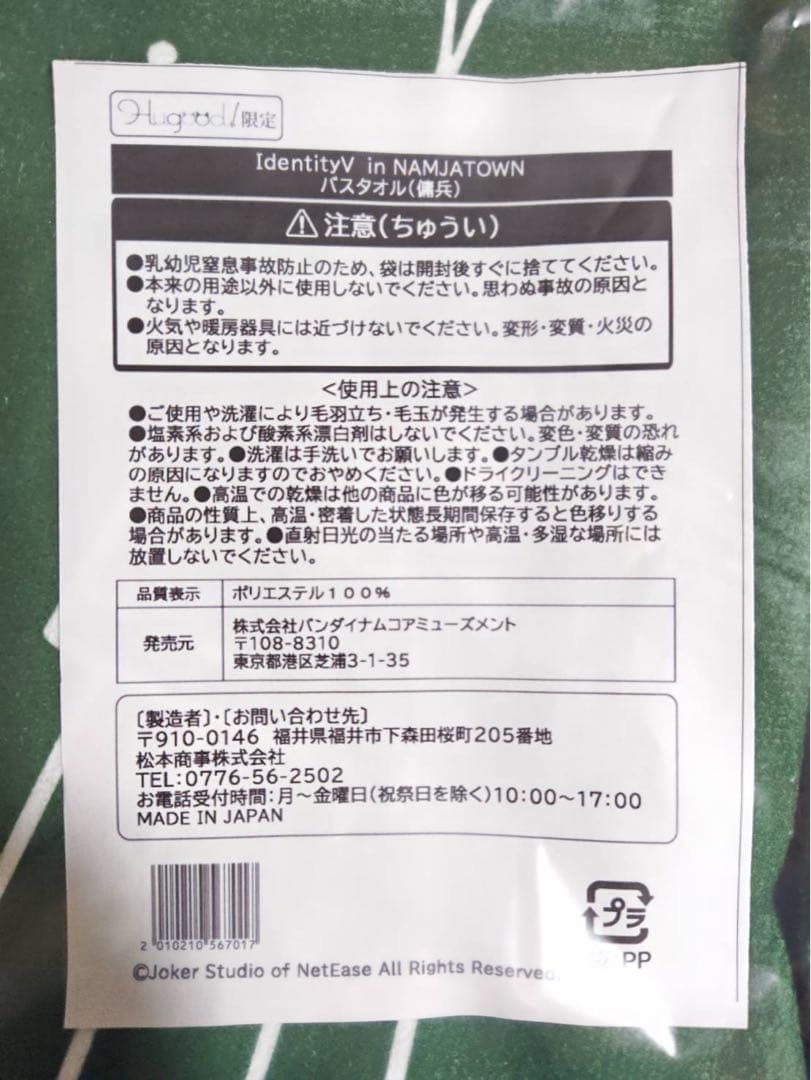 Hugood!限定
IdentityV in NAMJATOWN
バスタオル(傭兵)
注意(ちゅうい)
●乳幼児窒息事故防止のため、袋は開封後すぐに捨ててください。
●本来の用途以外に使用しないでください。思わぬ事故の原因と
なります。
●火気や暖房器具には近づけないでください。変形・変質・火災の
原因となります。
<使用上の注意>
●ご使用や洗濯により毛羽立ち・毛玉が発生する場合があります。
●塩素系および酸素系漂白剤はしないでください。変色・変質の恐れ
があります。●洗濯は手洗いでお願いします。●タンブル乾燥は縮み
の原因になりますのでおやめください。●ドライクリーニングはでき
ません。●高温での乾燥は他の商品に色が移る可能性があります。
●商品の性質上、高温・密着した状態長期間保存すると色移りする
場合があります。●直射日光の当たる場所や高温・多湿な場所には
放置しないでください。
品質表示 ポリエステル100%
発売元 株式会社バンダイナムコアミューズメント
〒108-8310
東京都港区芝浦3-1-35
[製造者]・[お問い合わせ先]
〒910-0146 福井県福井市下森田桜町205番地
松本商事株式会社
TEL:0776-56-2502
お電話受付時間:月～金曜日(祝祭日を除く)10:00～17:00
MADE IN JAPAN
2 010210 567017
プラ
PP
©Joker Studio of NetEase All Rights Reserved.